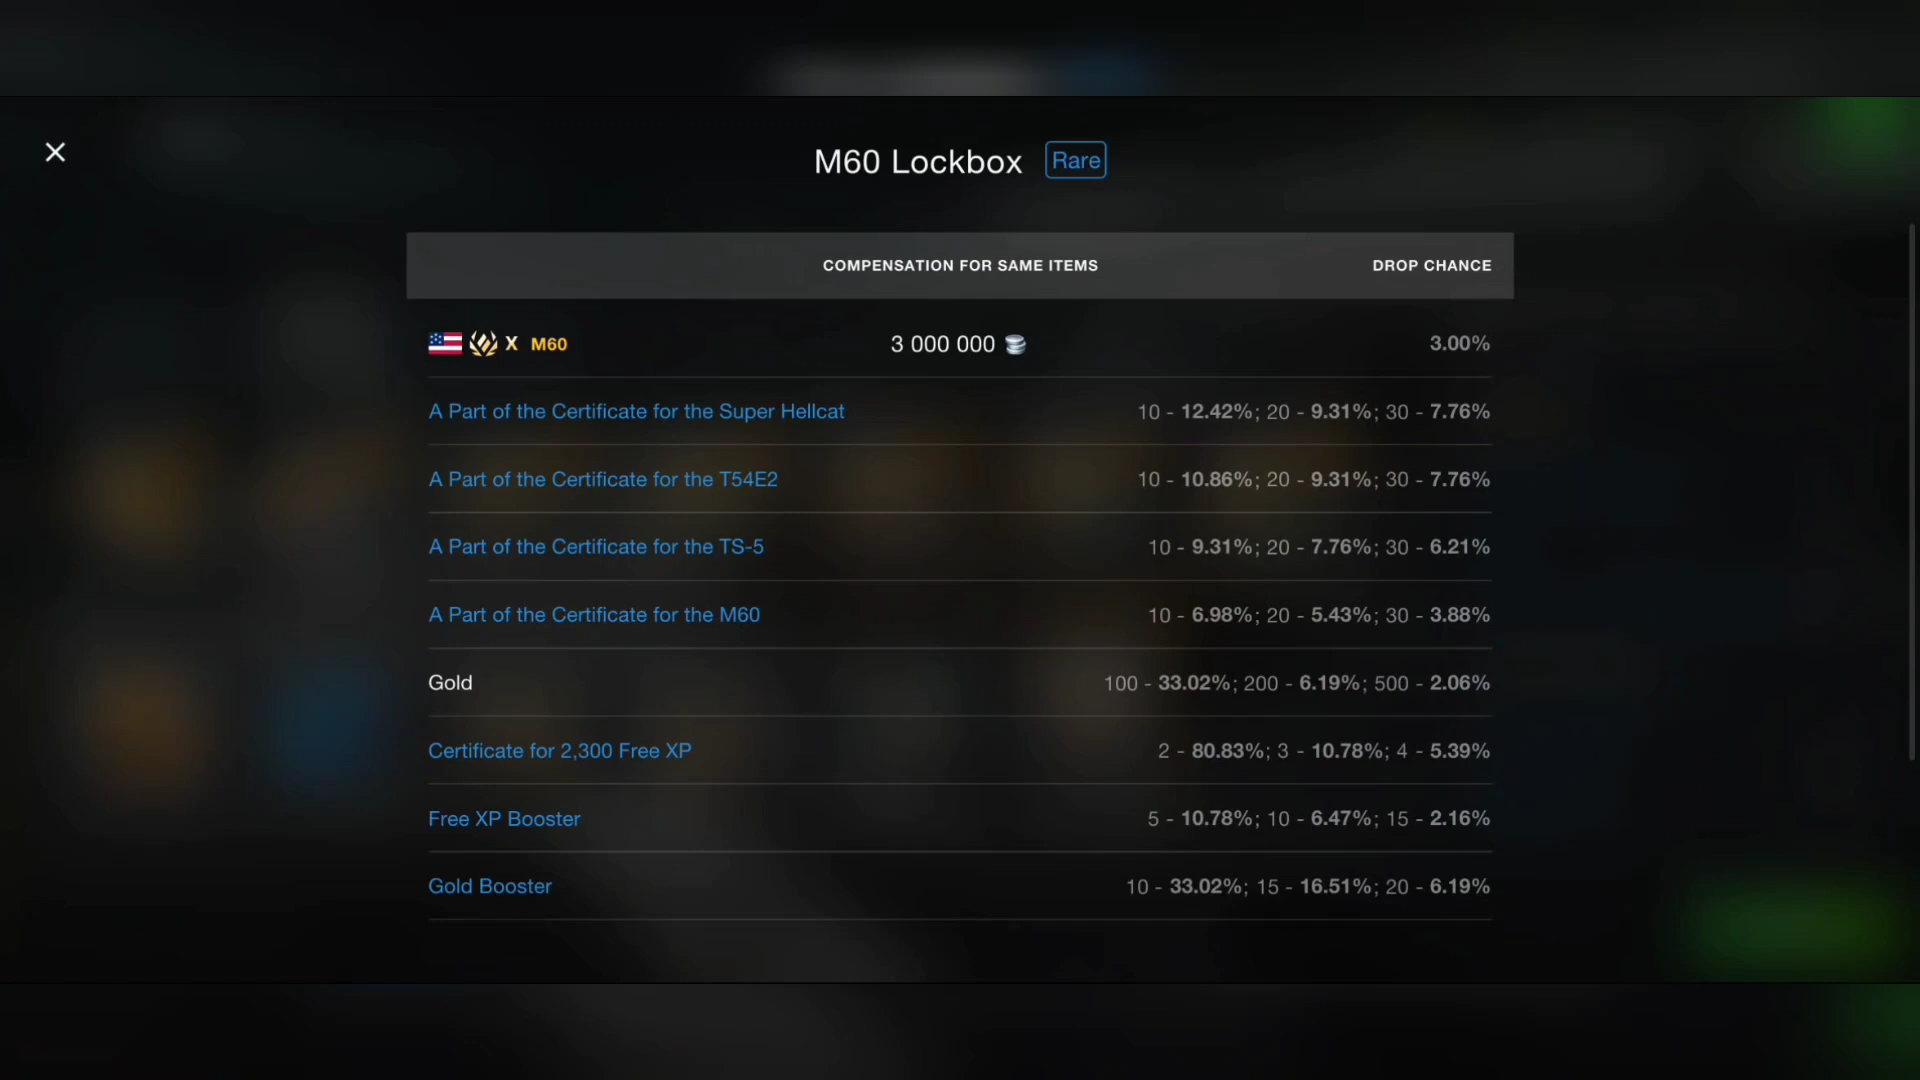 M60 Lockbox Rare
COMPENSATION FOR SAME ITEMS DROP CHANCE
X M60 3 000 000 3.00%
A Part of the Certificate for the Super Hellcat 10 - 12.42%; 20 - 9.31%; 30 - 7.76%
A Part of the Certificate for the T54E2 10 - 10.86%; 20 - 9.31%; 30 - 7.76%
A Part of the Certificate for the TS-5 10 - 9.31%; 20 - 7.76%; 30 - 6.21%
A Part of the Certificate for the M60 10 - 6.98%; 20 - 5.43%; 30 - 3.88%
Gold 100 - 33.02%; 200 - 6.19%; 500 - 2.06%
Certificate for 2,300 Free XP 2 - 80.83%; 3 - 10.78%; 4 - 5.39%
Free XP Booster 5 - 10.78%; 10 - 6.47%; 15 - 2.16%
Gold Booster 10 - 33.02%; 15 - 16.51%; 20 - 6.19%